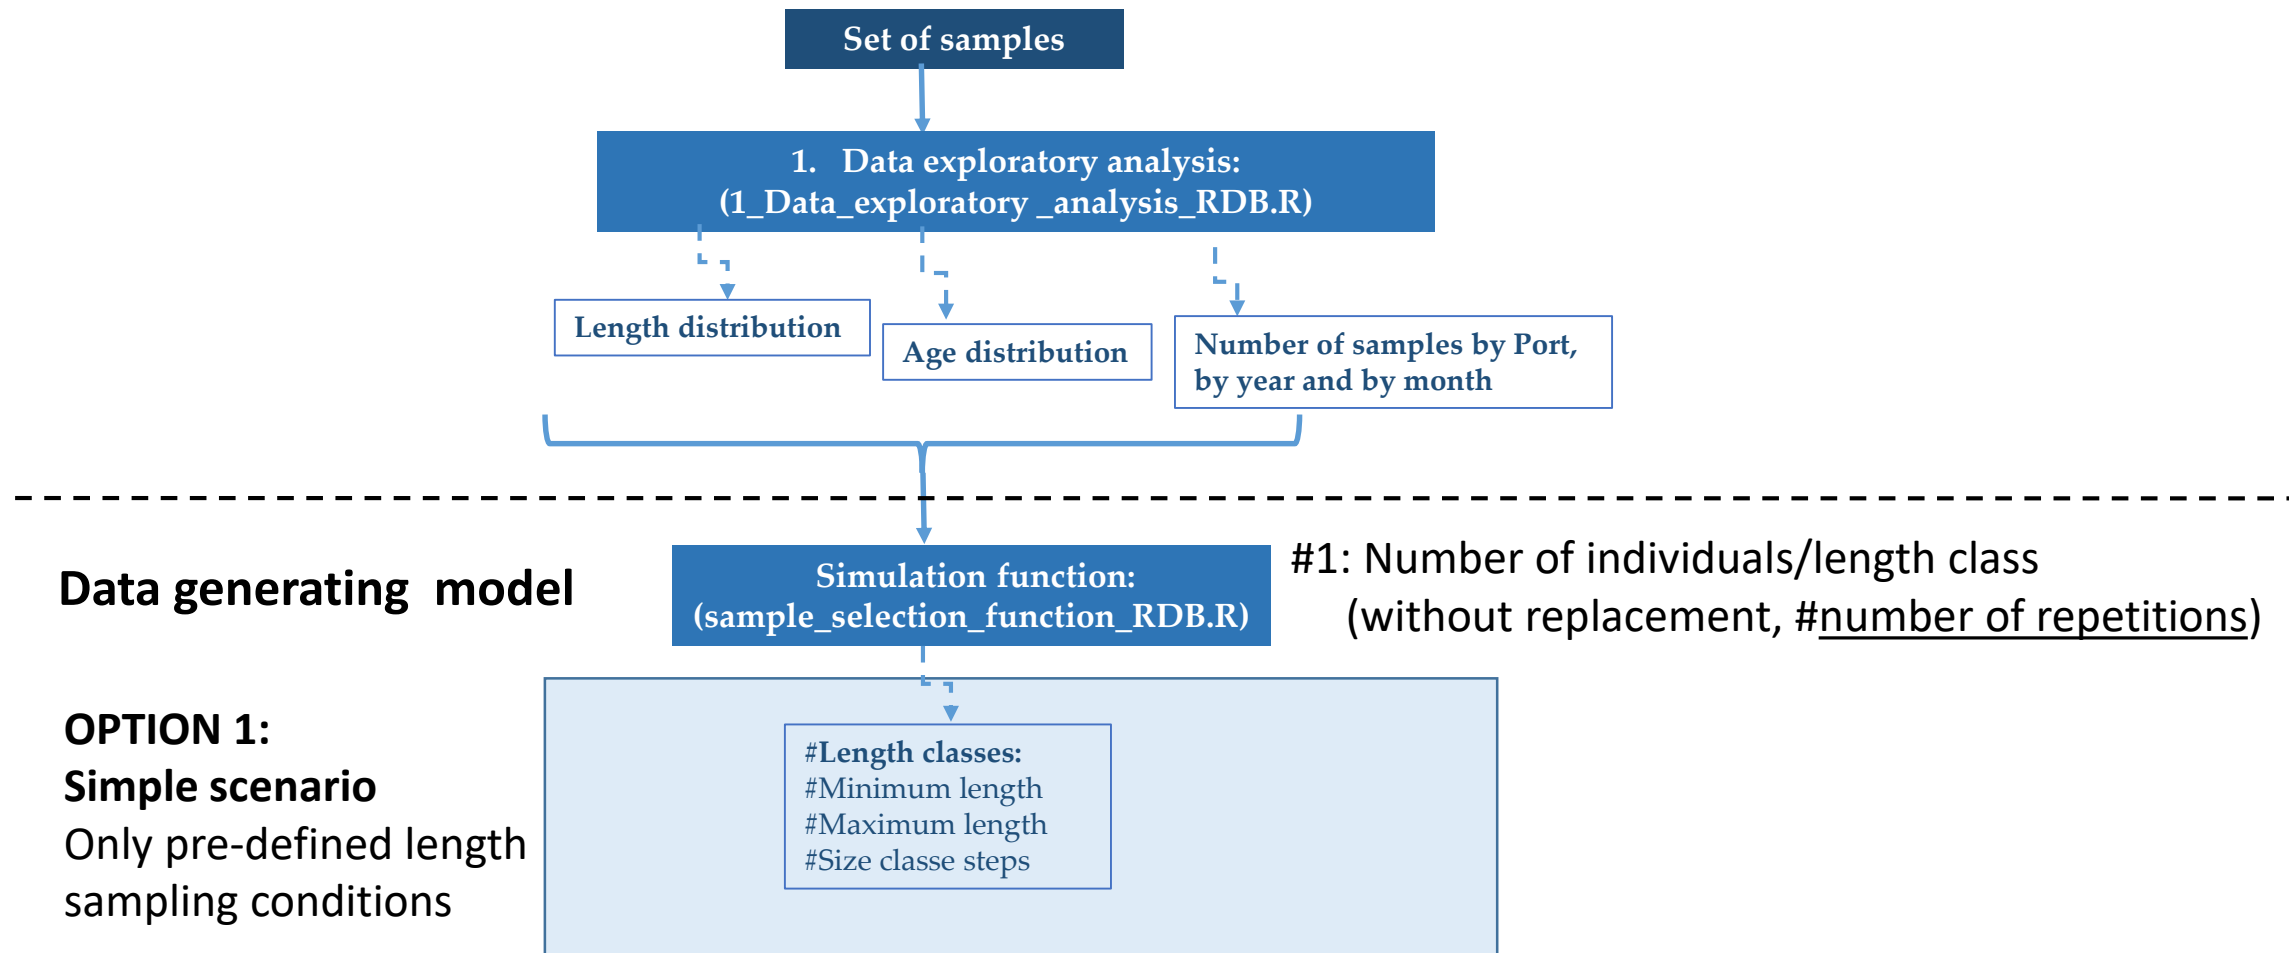 Set of samples
1. Data exploratory analysis:
(1_Data_exploratory _analysis_RDB.R)
Length distribution
Age distribution
Number of samples by Port,
by year and by month
Data generating model
Simulation function:
(sample_selection_function_RDB.R)
#1: Number of individuals/length class
(without replacement, #number of repetitions)
OPTION 1:
Simple scenario
Only pre-defined length
sampling conditions
#Length classes:
#Minimum length
#Maximum length
#Size classe steps